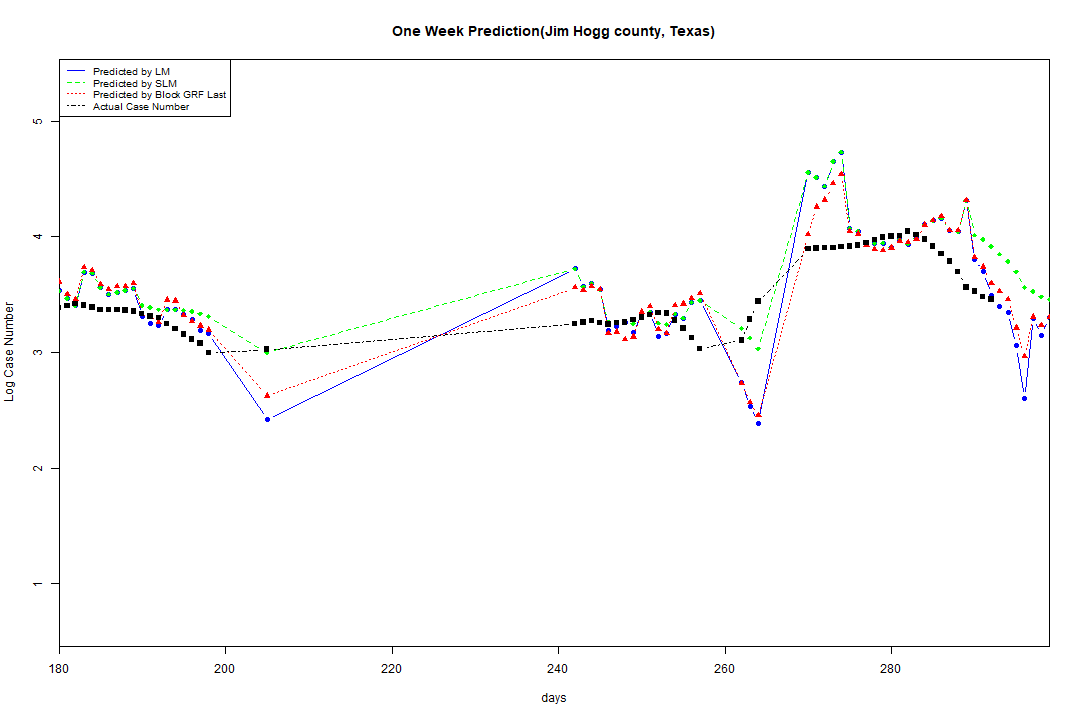 One Week Prediction(Jim Hogg county, Texas)
Predicted by LM
Predicted by SLM
Predicted by Block GRF Last
Actual Case Number
Log Case Number
5
4
3
2
1
180 200 220 240 260 280
days